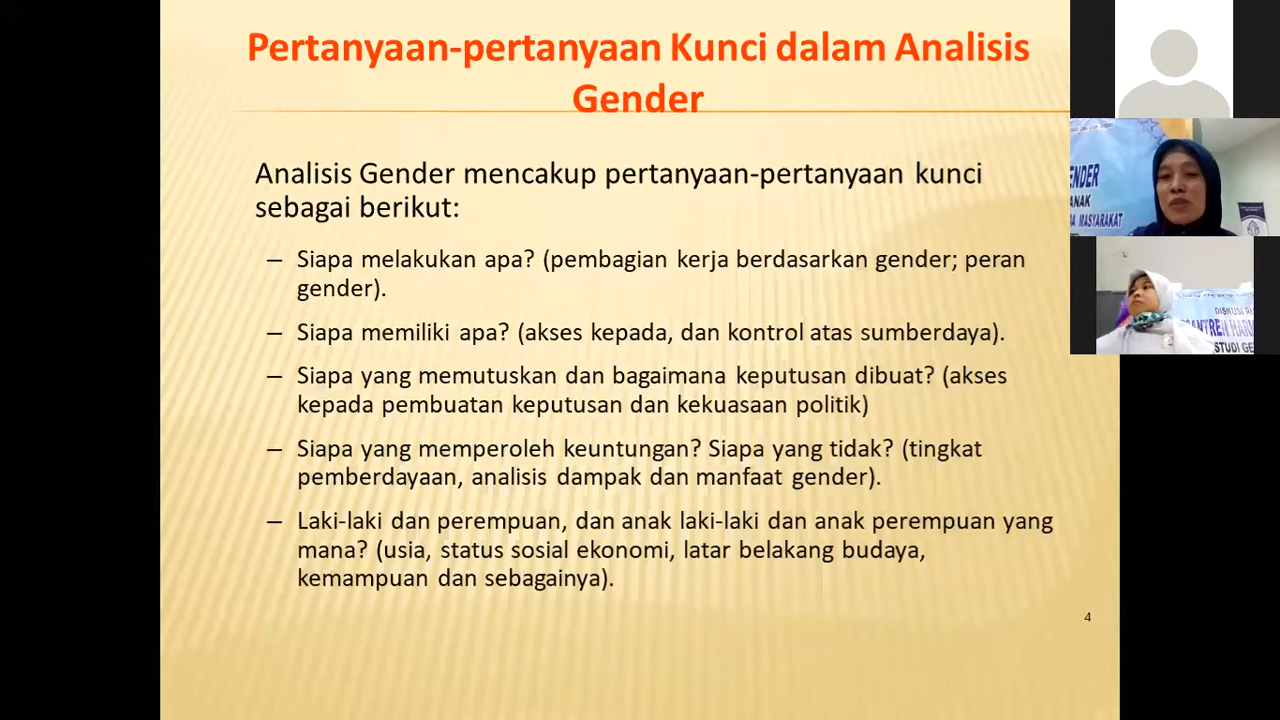 Pertanyaan-pertanyaan Kunci dalam Analisis
Gender
Analisis Gender mencakup pertanyaan-pertanyaan kunci
sebagai berikut:
– Siapa melakukan apa? (pembagian kerja berdasarkan gender; peran
gender).
– Siapa memiliki apa? (akses kepada, dan kontrol atas sumberdaya).
– Siapa yang memutuskan dan bagaimana keputusan dibuat? (akses
kepada pembuatan keputusan dan kekuasaan politik)
– Siapa yang memperoleh keuntungan? Siapa yang tidak? (tingkat
pemberdayaan, analisis dampak dan manfaat gender).
– Laki-laki dan perempuan, dan anak laki-laki dan anak perempuan yang
mana? (usia, status sosial ekonomi, latar belakang budaya,
kemampuan dan sebagainya).
4
ENDER
ANAK
MASYARAKAT
DISKUSI
STUDI GE